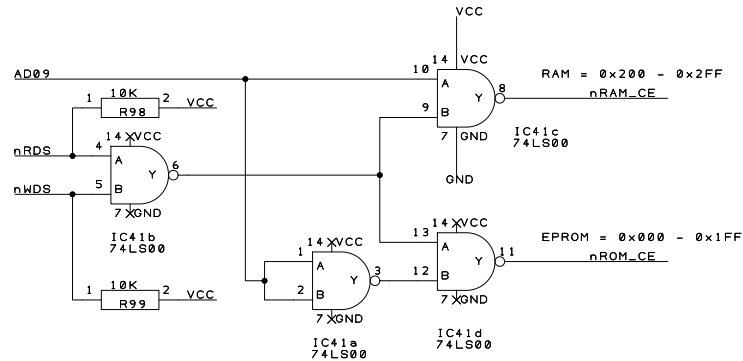 VCC
14 VCC
AD09
10
A
8
RAM = 0x200 - 0x2FF
10K
1 2 VCC
R98
Y
nRAM_CE
9
B
14 VCC
7 GND
IC41c
74LS00
nRDS
4
A
6
Y
GND
nWDS
5
B
7 GND
14 VCC
13
A
EPROM = 0x000 - 0x1FF
IC41b
74LS00
14 VCC
11
Y
nROM_CE
1
A
3
12
B
10K
1 2 VCC
R99
2
B
Y
7 GND
7 GND
IC41a
74LS00
IC41d
74LS00